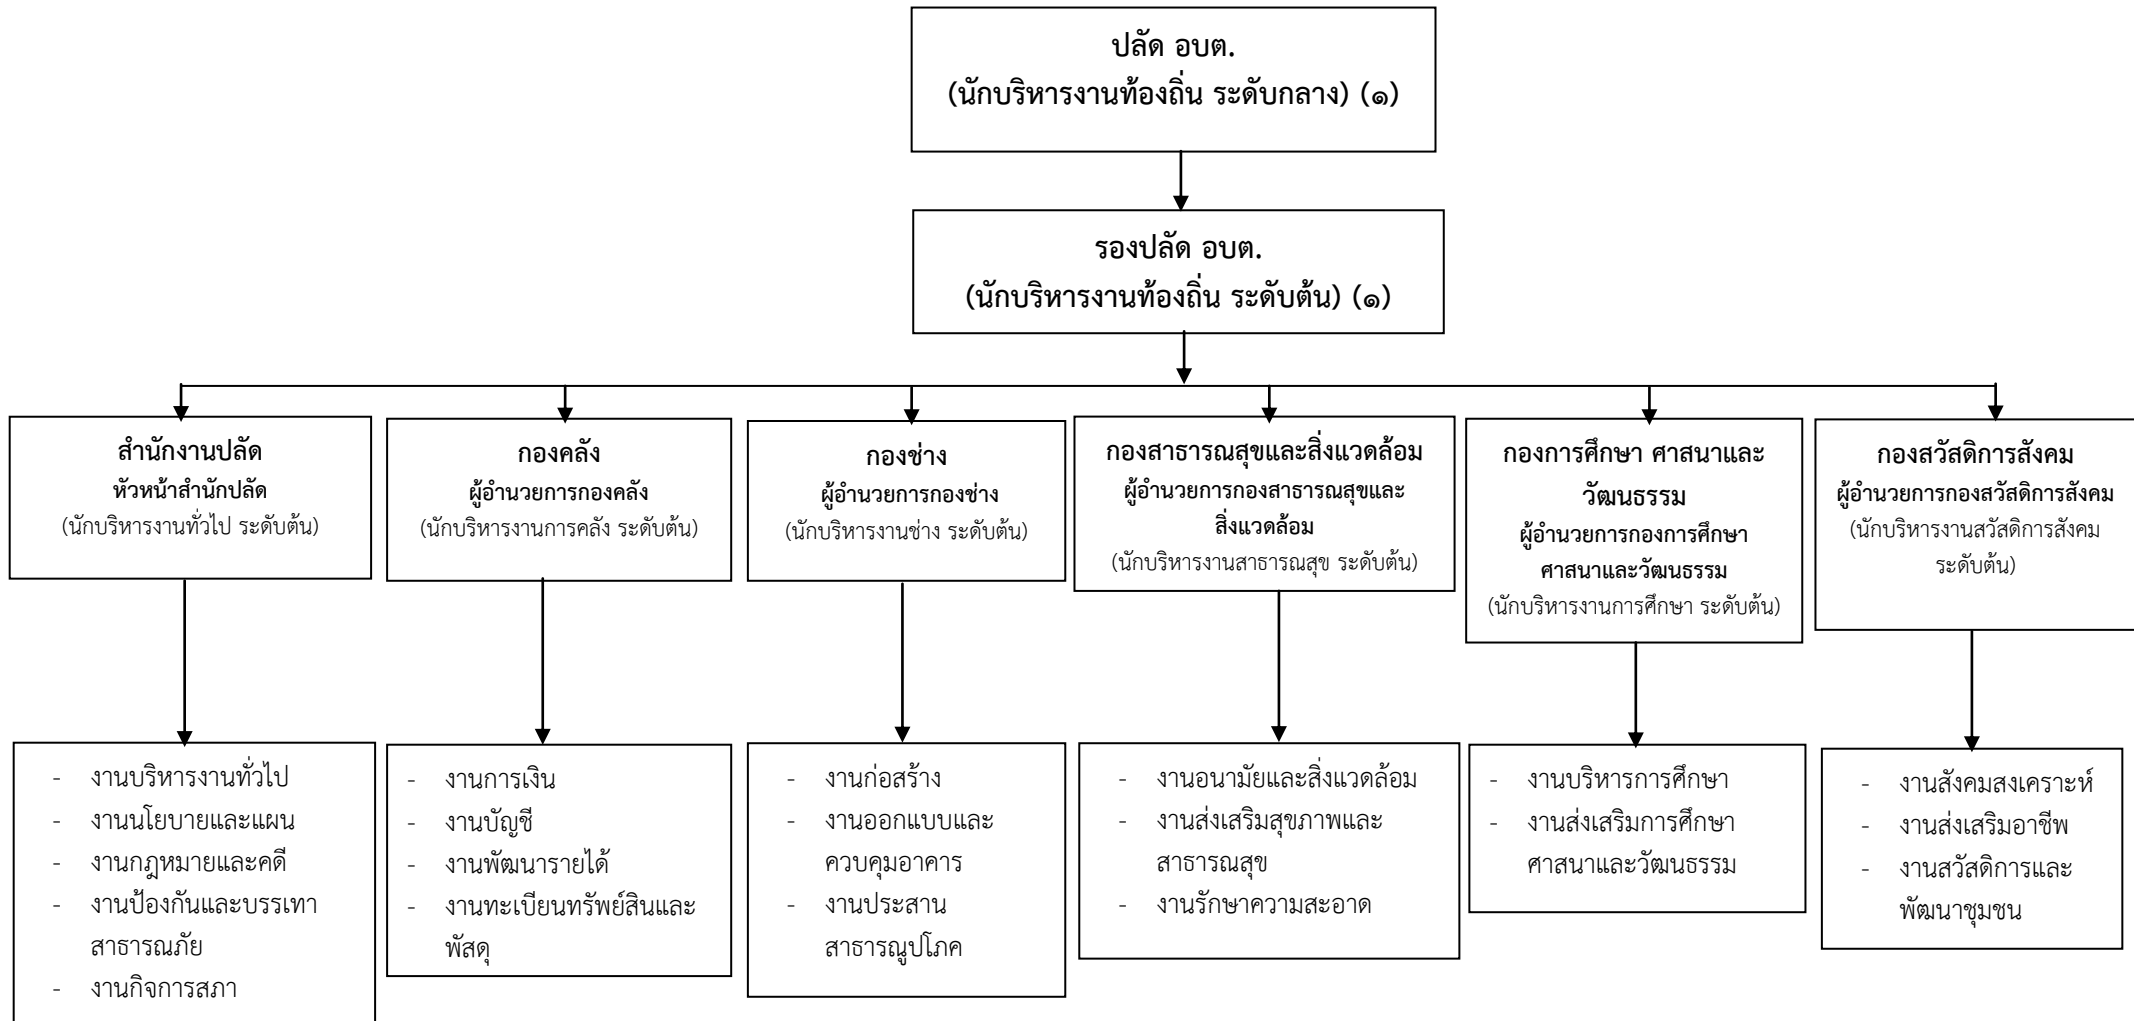 ปลัด อบต.
(นักบริหารงานท้องถิ่น ระดับกลาง) (๑)
รองปลัด อบต.
(นักบริหารงานท้องถิ่น ระดับต้น) (๑)
สำนักงานปลัด
หัวหน้าสำนักปลัด
(นักบริหารงานทั่วไป ระดับต้น)
กองคลัง
ผู้อำนวยการกองคลัง
(นักบริหารงานการคลัง ระดับต้น)
กองช่าง
ผู้อำนวยการกองช่าง
(นักบริหารงานช่าง ระดับต้น)
กองสาธารณสุขและสิ่งแวดล้อม
ผู้อำนวยการกองสาธารณสุขและ
สิ่งแวดล้อม
(นักบริหารงานสาธารณสุข ระดับต้น)
กองการศึกษา ศาสนาและ
วัฒนธรรม
ผู้อำนวยการกองการศึกษา
ศาสนาและวัฒนธรรม
(นักบริหารงานการศึกษา ระดับต้น)
กองสวัสดิการสังคม
ผู้อำนวยการกองสวัสดิการสังคม
(นักบริหารงานสวัสดิการสังคม
ระดับต้น)
- งานบริหารงานทั่วไป
- งานนโยบายและแผน
- งานกฎหมายและคดี
- งานป้องกันและบรรเทา
สาธารณภัย
- งานกิจการสภา
- งานการเงิน
- งานบัญชี
- งานพัฒนารายได้
- งานทะเบียนทรัพย์สินและ
พัสดุ
- งานก่อสร้าง
- งานออกแบบและ
ควบคุมอาคาร
- งานประสาน
สาธารณูปโภค
- งานอนามัยและสิ่งแวดล้อม
- งานส่งเสริมสุขภาพและ
สาธารณสุข
- งานรักษาความสะอาด
- งานบริหารการศึกษา
- งานส่งเสริมการศึกษา
ศาสนาและวัฒนธรรม
- งานสังคมสงเคราะห์
- งานส่งเสริมอาชีพ
- งานสวัสดิการและ
พัฒนาชุมชน